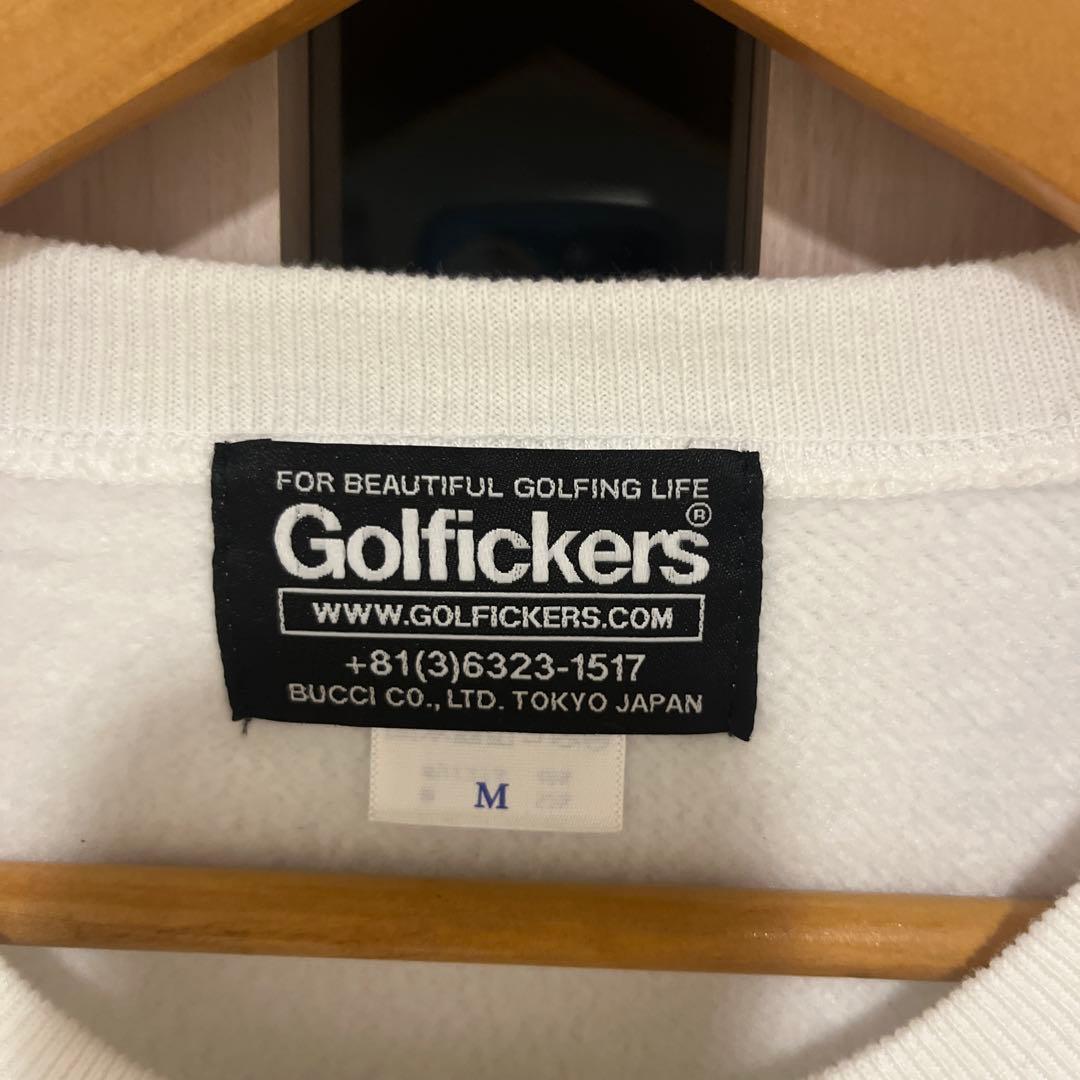 FOR BEAUTIFUL GOLFING LIFE
Golfickers®
WWW.GOLFICKERS.COM
+81(3)6323-1517
BUCCI CO., LTD. TOKYO JAPAN
M